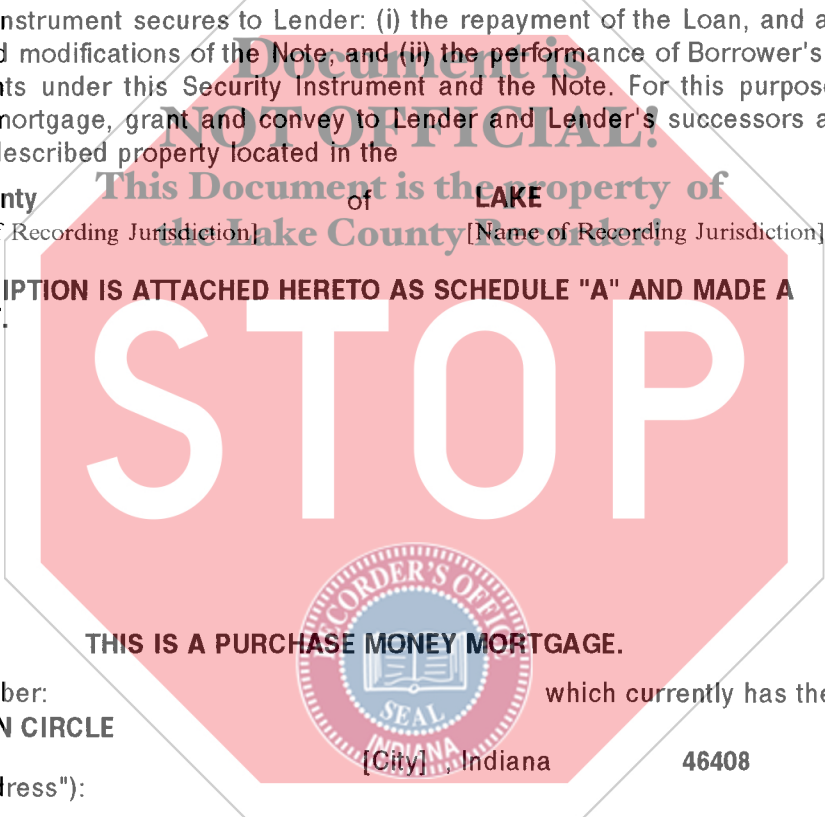 nstrument secures to Lender: (i) the repayment of the Loan, and a
d modifications of the Note; and (ii) the performance of Borrower's
Document is
nts under this Security Instrument and the Note. For this purpose
NOT OFFICIAL!
mortgage, grant and convey to Lender and Lender's successors a
described property located in the
This Document is the property of
nty of LAKE
the Lake County Recorder!
f Recording Jurisdiction] [Name of Recording Jurisdiction]
IPTION IS ATTACHED HERETO AS SCHEDULE "A" AND MADE A
.
STOP
RECORDER'S OFFICE
SEAL
INDIANA
THIS IS A PURCHASE MONEY MORTGAGE.
ber: which currently has the
N CIRCLE
[City] , Indiana 46408
dress"):